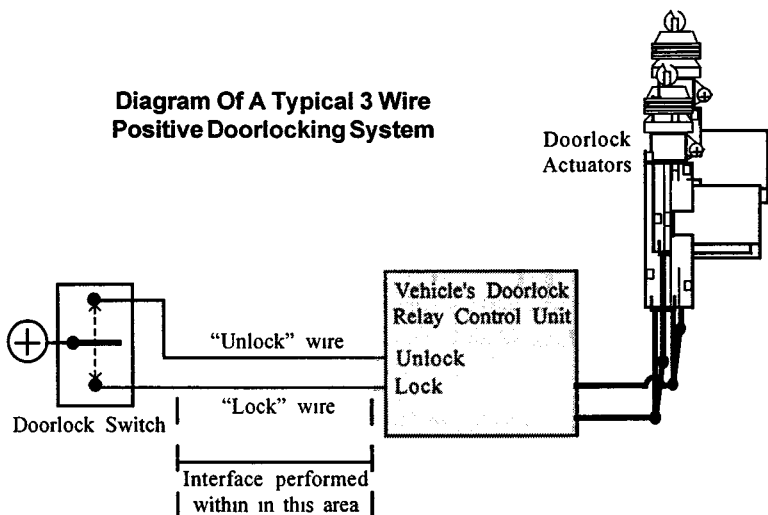 Diagram Of A Typical 3 Wire
Positive Doorlocking System
Doorlock
Actuators
Vehicle's Doorlock
Relay Control Unit
"Unlock" wire
Unlock
Lock
"Lock" wire
Doorlock Switch
Interface performed
within in this area